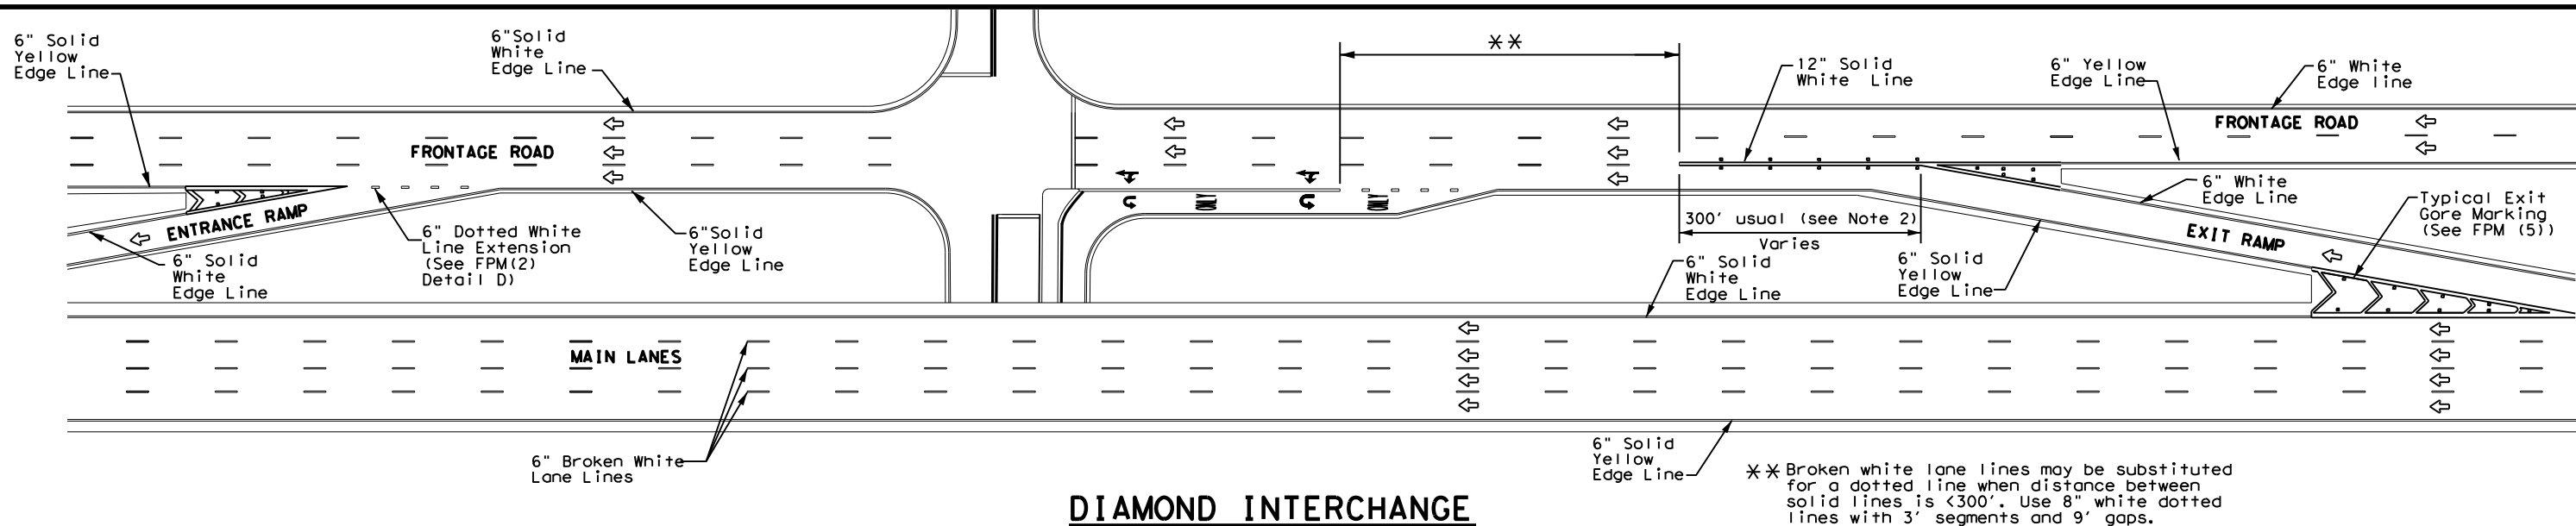 6" Solid
Yellow
Edge Line
6"Solid
White
Edge Line
**
12" Solid
White Line
6" Yellow
Edge Line
6" White
Edge line
FRONTAGE ROAD
FRONTAGE ROAD
ONLY
ONLY
6" White
Edge Line
Typical Exit
Gore Marking
(See FPM (5))
ENTRANCE RAMP
6" Solid
White
Edge Line
6" Dotted White
Line Extension
(See FPM(2)
Detail D)
6"Solid
Yellow
Edge Line
300' usual (see Note 2)
Varies
6" Solid
White
Edge Line
6" Solid
Yellow
Edge Line
EXIT RAMP
MAIN LANES
6" Broken White
Lane Lines
6" Solid
Yellow
Edge Line
** Broken white lane lines may be substituted
for a dotted line when distance between
solid lines is <300'. Use 8" white dotted
lines with 3' segments and 9' gaps.
DIAMOND INTERCHANGE